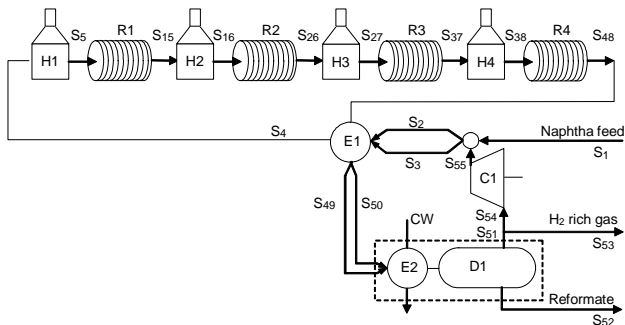 S5 R1 S15 S16 R2 S26 S27 R3 S37 S38 R4 S48
H1 H2 H3 H4
S4 S2 Naphtha feed
E1
S3 S55 S1
C1
S49 S50 S54
CW S51 H2 rich gas
S53
E2 D1
Reformate
S52